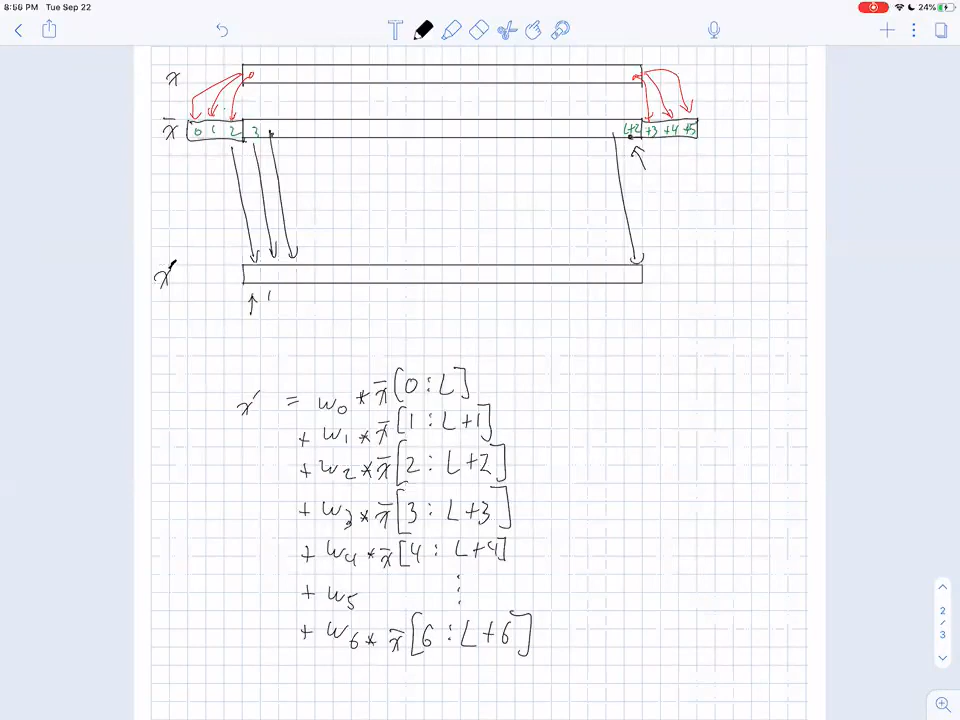 8:56 PM Tue Sep 22
24%
x
x̄ 0 1 2 3 L+2 +3 +4 +5
x'
1
x' = w₀ * x̄[0 : L]
+ w₁ * x̄[1 : L+1]
+ w₂ * x̄[2 : L+2]
+ w₃ * x̄[3 : L+3]
+ w₄ * x̄[4 : L+4]
+ w₅ ⋮
+ w₆ * x̄[6 : L+6]
2
/
3